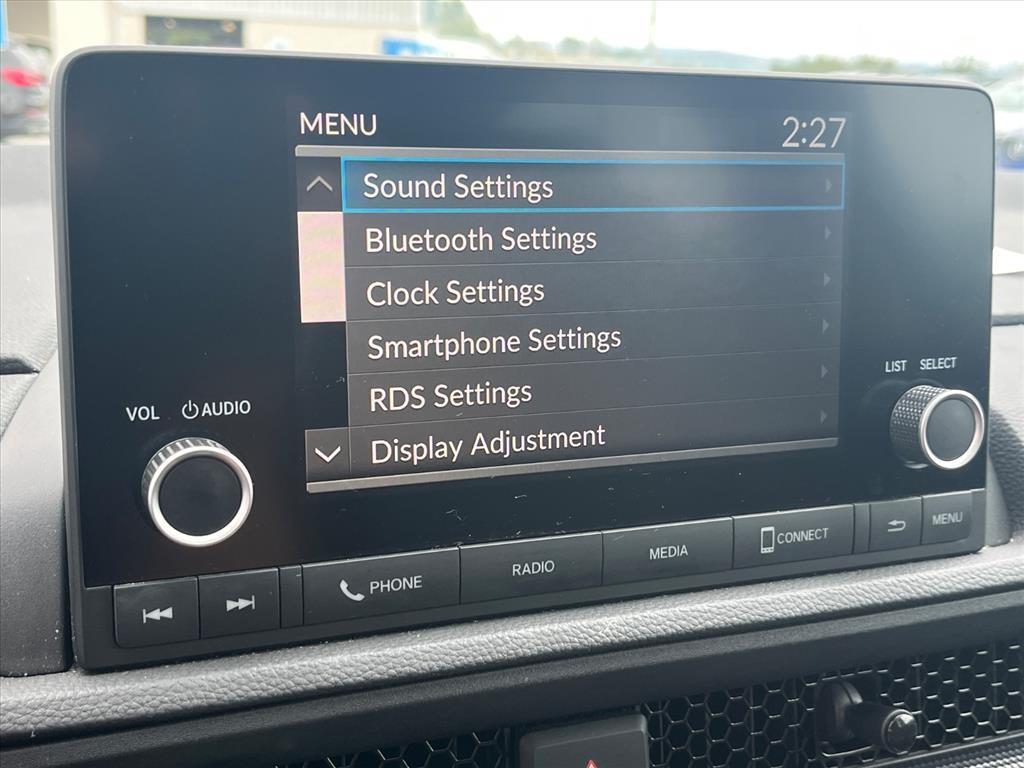 MENU 2:27
Sound Settings
Bluetooth Settings
Clock Settings
Smartphone Settings
RDS Settings
Display Adjustment
VOL AUDIO
LIST SELECT
PHONE RADIO MEDIA CONNECT MENU